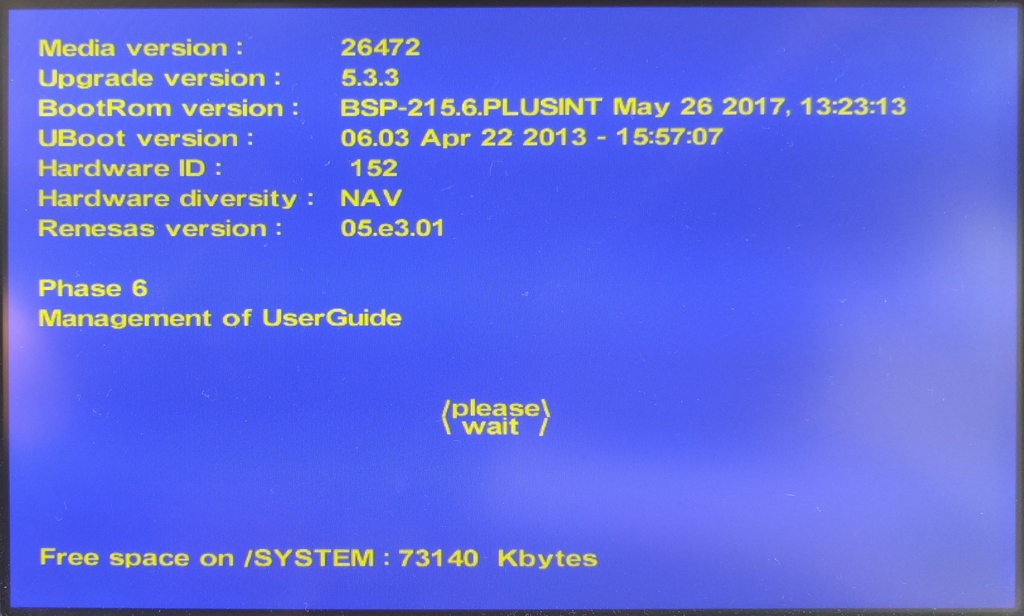 Media version : 26472
Upgrade version : 5.3.3
BootRom version : BSP-215.6.PLUSINT May 26 2017, 13:23:13
UBoot version : 06.03 Apr 22 2013 - 15:57:07
Hardware ID : 152
Hardware diversity : NAV
Renesas version : 05.e3.01
Phase 6
Management of UserGuide
/please\
\ wait /
Free space on /SYSTEM : 73140 Kbytes